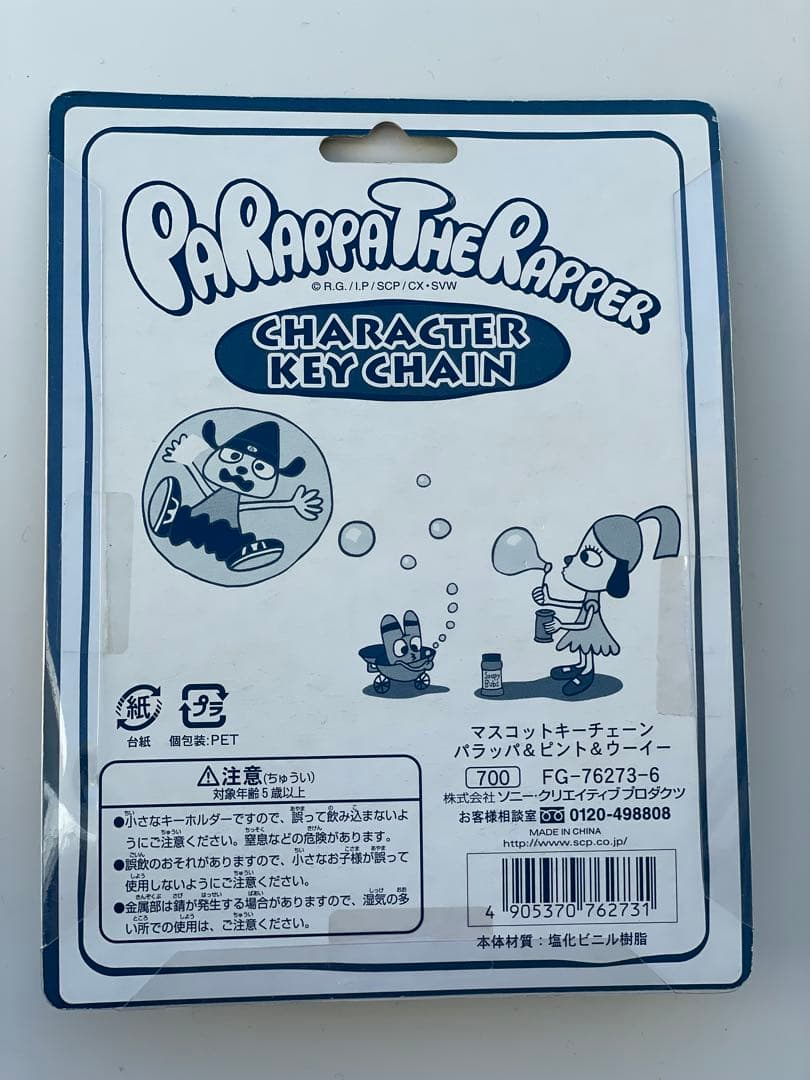 PARAPPA THE RAPPER
© R.G. / I.P / SCP / CX・SVW
CHARACTER
KEY CHAIN
Soapy
Bubs
紙
台紙
プラ
個包装:PET
マスコットキーチェーン
パラッパ&ピント&ウーイー
700 FG-76273-6
株式会社 ソニー・クリエイティブプロダクツ
お客様相談室 0120-498808
MADE IN CHINA
http://www.scp.co.jp/
4 905370 762731
本体材質:塩化ビニル樹脂
⚠注意(ちゅうい)
対象年齢5歳以上
●小さなキーホルダーですので、誤って飲み込まないよ
うにご注意ください。窒息などの危険があります。
●誤飲のおそれがありますので、小さなお子様が誤って
使用しないようにご注意ください。
●金属部は錆が発生する場合がありますので、湿気の多
い所での使用は、ご注意ください。